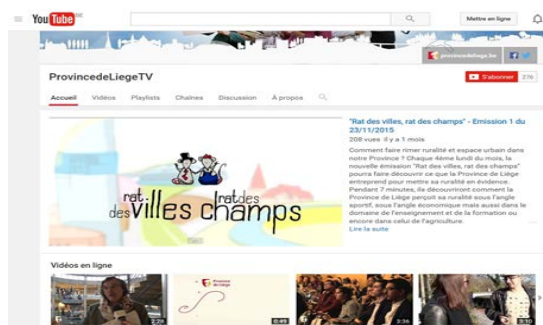 YouTube BE
Mettre en ligne
provincedeliege.be
ProvincedeLiegeTV
S'abonner 276
Accueil Vidéos Playlists Chaînes Discussion À propos
"Rat des villes, rat des champs" - Emission 1 du
23/11/2015
208 vues il y a 1 mois
Comment faire rimer ruralité et espace urbain dans
notre Province ? Chaque 4ème lundi du mois, la
nouvelle émission "Rat des villes, rat des champs"
pourra faire découvrir ce que la Province de Liège
entreprend pour mettre sa ruralité en évidence.
Pendant 7 minutes, ils découvriront comment la
Province de Liège perçoit sa ruralité sous l'angle
sportif, sous l'angle économique mais aussi dans le
domaine de l'enseignement et de la formation ou
encore dans celui de l'agriculture.
Lire la suite
rat rat des
des villes champs
Vidéos en ligne
Province
de Liège
2:29 0:45 3:36 3:10